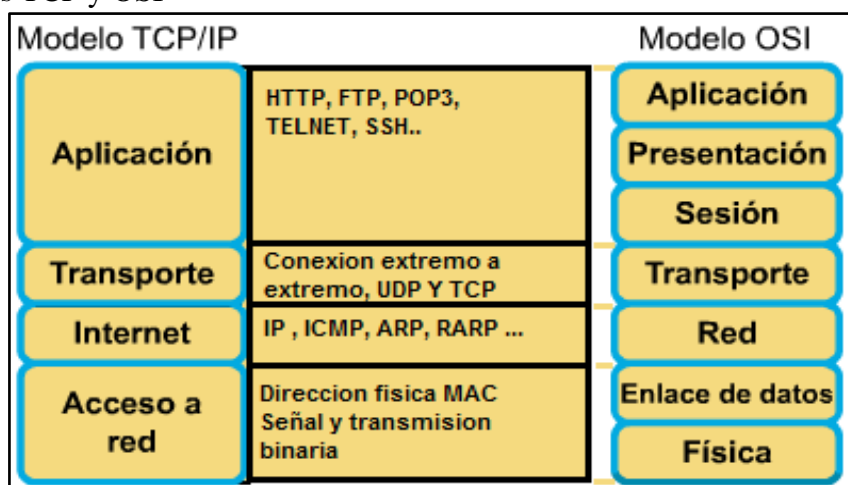 Modelo TCP/IP
Modelo OSI
Aplicación
HTTP, FTP, POP3,
TELNET, SSH..
Aplicación
Presentación
Sesión
Transporte
Conexion extremo a
extremo, UDP Y TCP
Transporte
Internet
IP , ICMP, ARP, RARP ...
Red
Acceso a
red
Direccion fisica MAC
Señal y transmision
binaria
Enlace de datos
Física